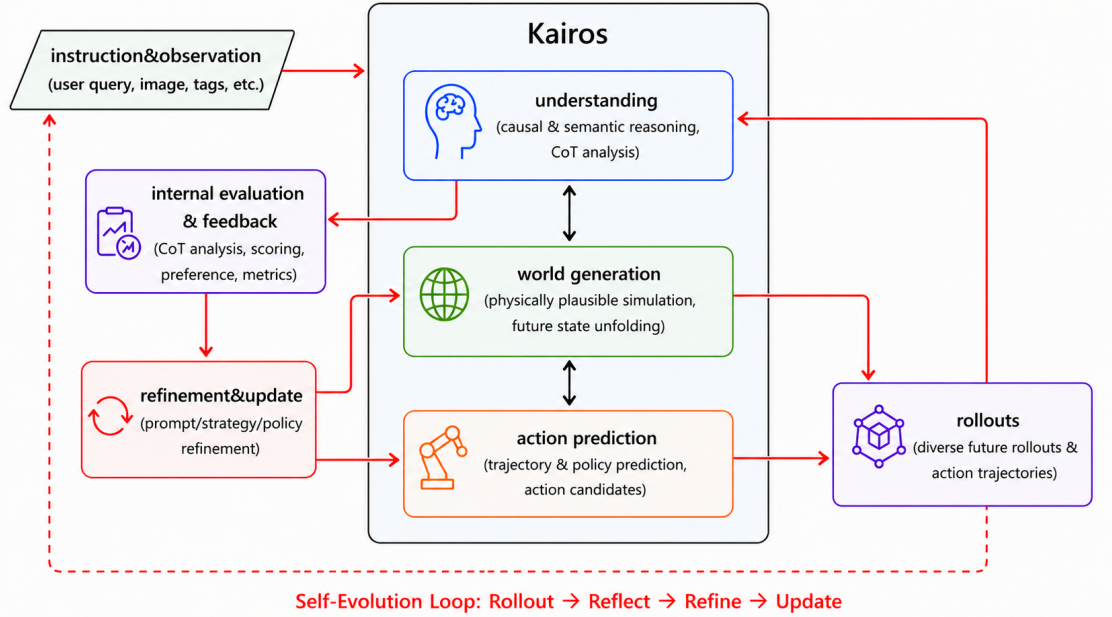 Kairos
instruction&observation
(user query, image, tags, etc.)
understanding
(causal & semantic reasoning,
CoT analysis)
internal evaluation
& feedback
(CoT analysis, scoring,
preference, metrics)
world generation
(physically plausible simulation,
future state unfolding)
refinement&update
(prompt/strategy/policy
refinement)
action prediction
(trajectory & policy prediction,
action candidates)
rollouts
(diverse future rollouts &
action trajectories)
Self-Evolution Loop: Rollout → Reflect → Refine → Update